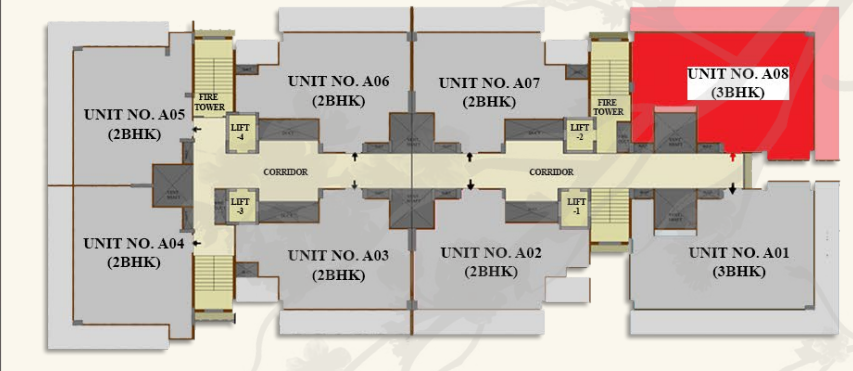 UNIT NO. A05
(2BHK)
FIRE
TOWER
UNIT NO. A06
(2BHK)
UNIT NO. A07
(2BHK)
FIRE
TOWER
UNIT NO. A08
(3BHK)
LIFT
-4
LIFT
-2
CORRIDOR
CORRIDOR
LIFT
-3
LIFT
-1
UNIT NO. A04
(2BHK)
UNIT NO. A03
(2BHK)
UNIT NO. A02
(2BHK)
UNIT NO. A01
(3BHK)